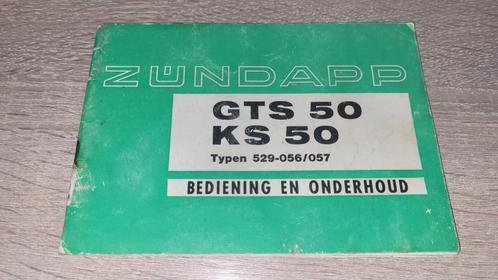 ZÜNDAPP
GTS 50
KS 50
Typen 529-056/057
BEDIENING EN ONDERHOUD